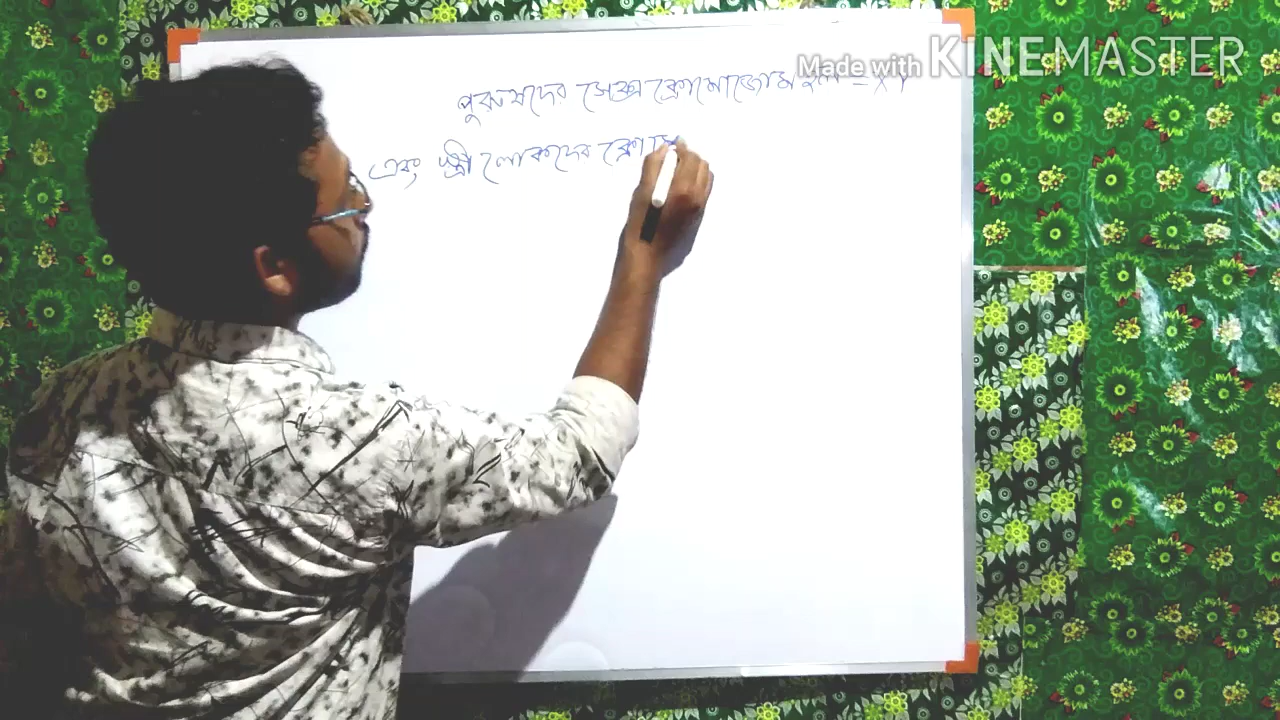 Made with KINEMASTER
পুরুষদের সেক্স ক্রোমোজোম হল = XY
এবং স্ত্রী লোকদের ক্রোমো